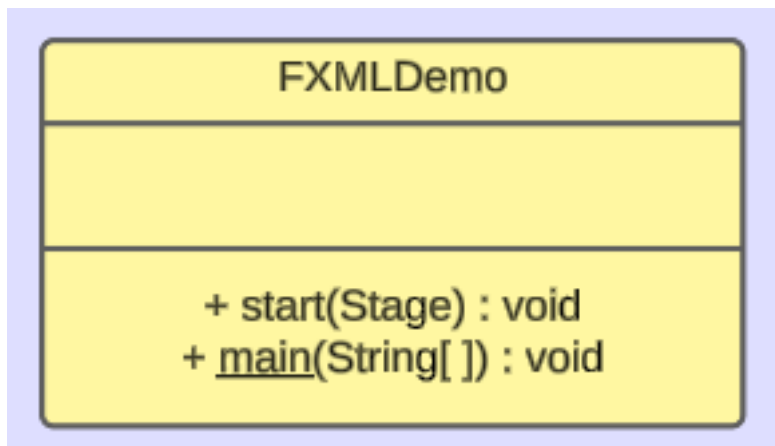 FXMLDemo
+ start(Stage) : void
+ main(String[ ]) : void